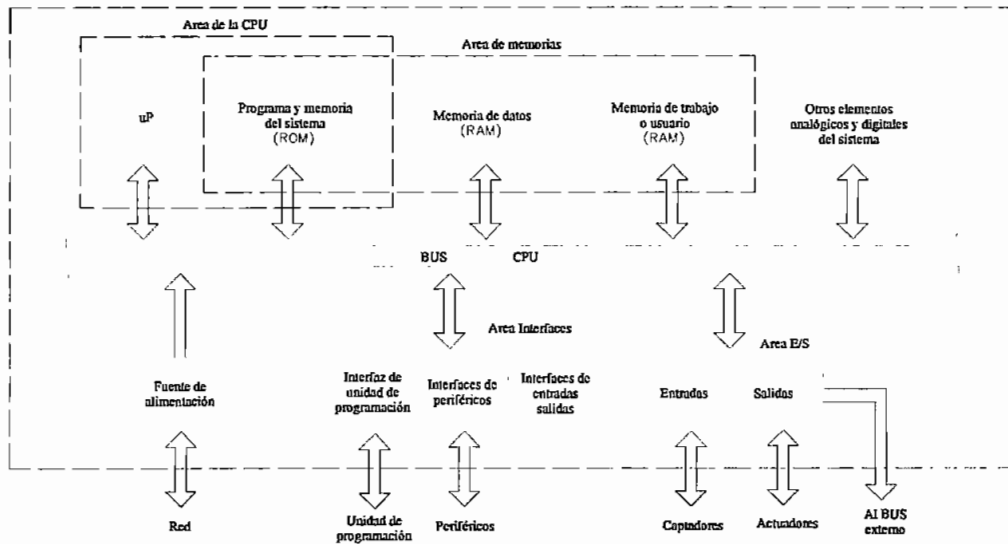 Area de la CPU
Area de memorias
uP
Programa y memoria
del sistema
(ROM)
Memoria de datos
(RAM)
Memoria de trabajo
o usuario
(RAM)
Otros elementos
analógicos y digitales
del sistema
BUS CPU
Area Interfaces
Area E/S
Fuente de
alimentación
Interfaz de
unidad de
programación
Interfaces de
periféricos
Interfaces de
entradas
salidas
Entradas
Salidas
Red
Unidad de
programación
Periféricos
Captadores
Actuadores
Al BUS
externo